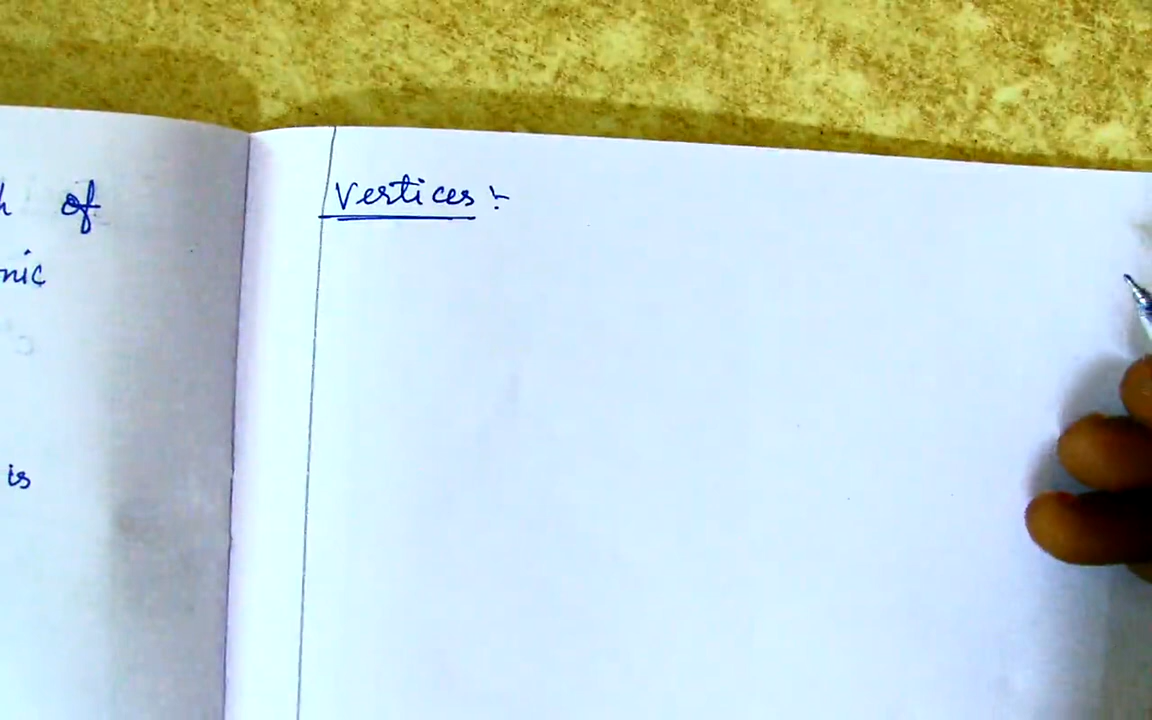 of
nic
is
Vertices :-